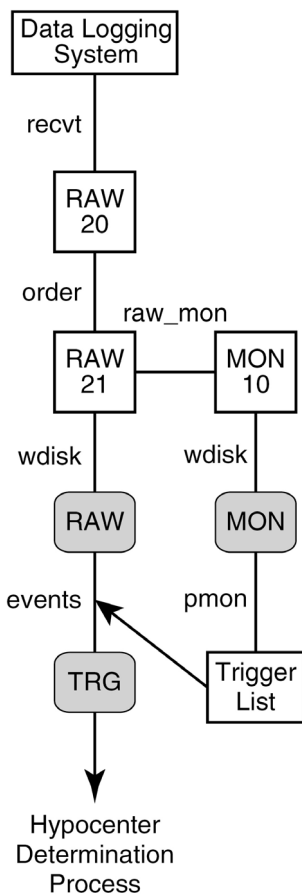 Data Logging
System
recvt
RAW
20
order
raw_mon
RAW
21
MON
10
wdisk
wdisk
RAW
MON
events
pmon
TRG
Trigger
List
Hypocenter
Determination
Process